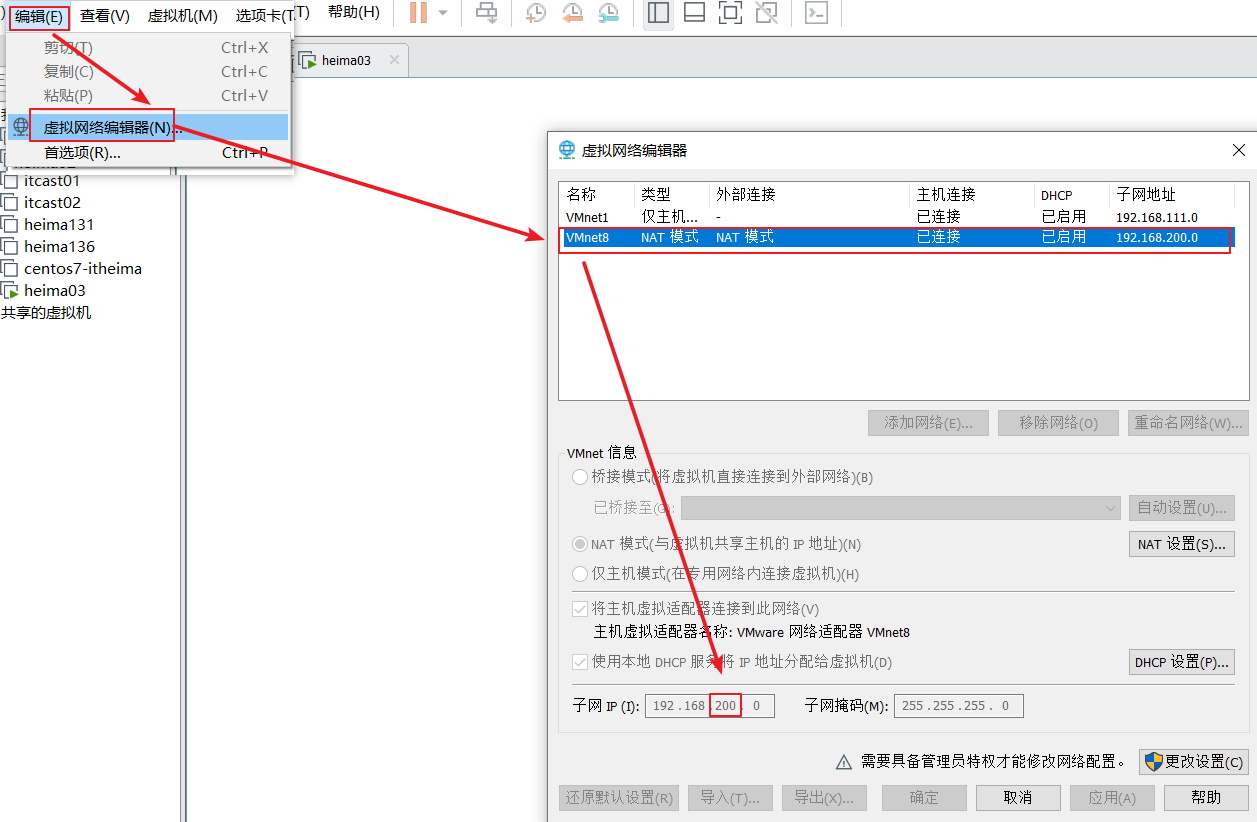 编辑(E) 查看(V) 虚拟机(M) 选项卡(T T) 帮助(H)
剪切(T) Ctrl+X
复制(C) Ctrl+C
粘贴(P) Ctrl+V
虚拟网络编辑器(N)...
首选项(R)... Ctrl+P
heima03
itcast01
itcast02
heima131
heima136
centos7-itheima
heima03
共享的虚拟机
虚拟网络编辑器
名称 类型 外部连接 主机连接 DHCP 子网地址
VMnet1 仅主机... - 已连接 已启用 192.168.111.0
VMnet8 NAT 模式 NAT 模式 已连接 已启用 192.168.200.0
添加网络(E)... 移除网络(O) 重命名网络(W)...
VMnet 信息
桥接模式(将虚拟机直接连接到外部网络)(B)
已桥接至(G): 自动设置(U)...
NAT 模式(与虚拟机共享主机的 IP 地址)(N) NAT 设置(S)...
仅主机模式(在专用网络内连接虚拟机)(H)
将主机虚拟适配器连接到此网络(V)
主机虚拟适配器名称: VMware 网络适配器 VMnet8
使用本地 DHCP 服务将 IP 地址分配给虚拟机(D) DHCP 设置(P)...
子网 IP (I): 192 . 168 . 200 . 0 子网掩码(M): 255 . 255 . 255 . 0
需要具备管理员特权才能修改网络配置。 更改设置(C)
还原默认设置(R) 导入(T)... 导出(X)... 确定 取消 应用(A) 帮助